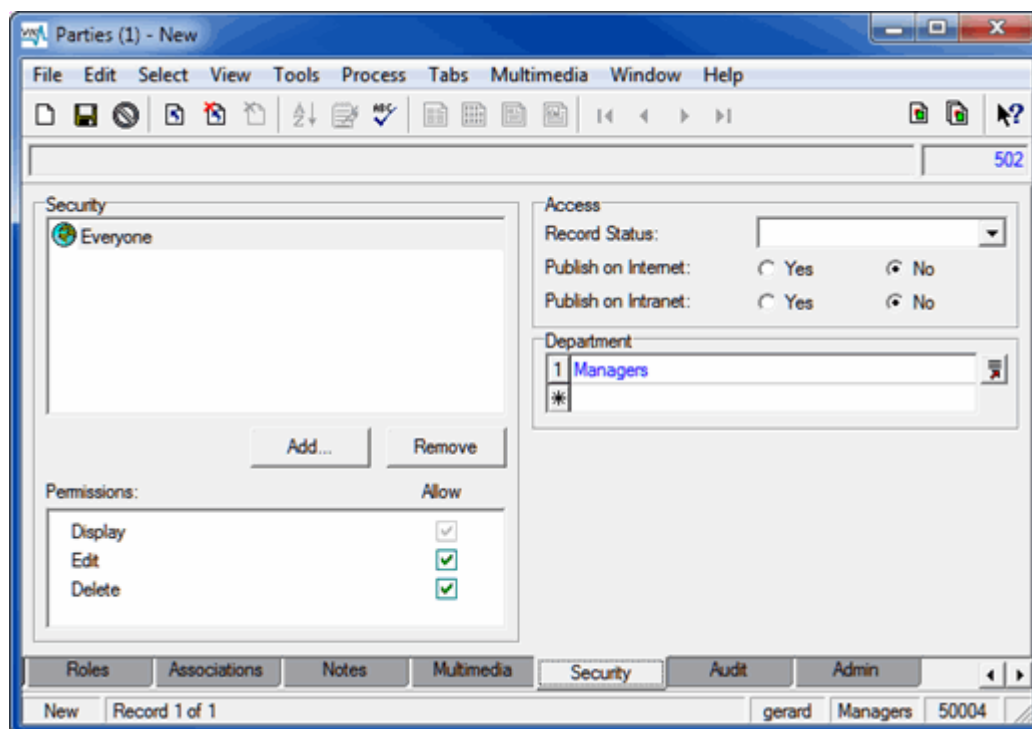 Parties (1) - New
File Edit Select View Tools Process Tabs Multimedia Window Help
502
Security
Everyone
Add... Remove
Permissions: Allow
Display
Edit
Delete
Access
Record Status:
Publish on Internet: Yes No
Publish on Intranet: Yes No
Department
1 Managers
Roles Associations Notes Multimedia Security Audit Admin
New Record 1 of 1 gerard Managers 50004